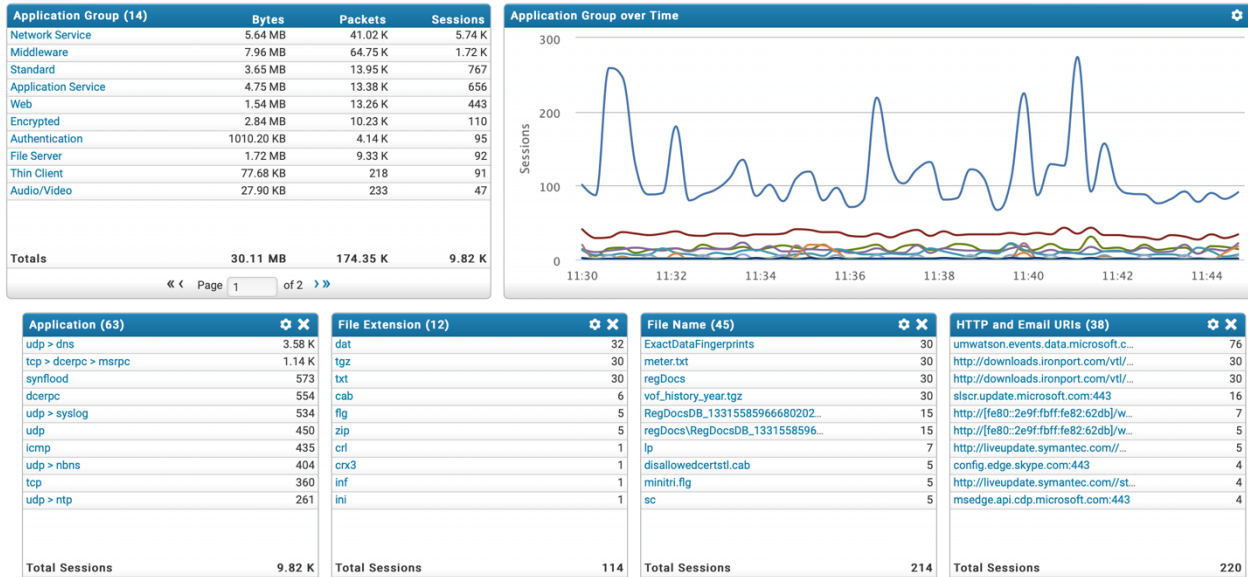 Application Group (14) Bytes Packets Sessions
Network Service 5.64 MB 41.02 K 5.74 K
Middleware 7.96 MB 64.75 K 1.72 K
Standard 3.65 MB 13.95 K 767
Application Service 4.75 MB 13.38 K 656
Web 1.54 MB 13.26 K 443
Encrypted 2.84 MB 10.23 K 110
Authentication 1010.20 KB 4.14 K 95
File Server 1.72 MB 9.33 K 92
Thin Client 77.68 KB 218 91
Audio/Video 27.90 KB 233 47
Totals 30.11 MB 174.35 K 9.82 K
Page 1 of 2
Application Group over Time
Sessions
300
200
100
0
11:30 11:32 11:34 11:36 11:38 11:40 11:42 11:44
Application (63)
udp > dns 3.58 K
tcp > dcerpc > msrpc 1.14 K
synflood 573
dcerpc 554
udp > syslog 534
udp 450
icmp 435
udp > nbns 404
tcp 360
udp > ntp 261
Total Sessions 9.82 K
File Extension (12)
dat 32
tgz 30
txt 30
cab 6
flg 5
zip 5
crl 1
crx3 1
inf 1
ini 1
Total Sessions 114
File Name (45)
ExactDataFingerprints 30
meter.txt 30
regDocs 30
vof_history_year.tgz 30
RegDocsDB_13315585966680202... 15
regDocs\RegDocsDB_1331558596... 15
lp 7
disallowedcertstl.cab 5
minitri.flg 5
sc 5
Total Sessions 214
HTTP and Email URIs (38)
umwatson.events.data.microsoft.c... 76
http://downloads.ironport.com/vtl/... 30
http://downloads.ironport.com/vtl/... 30
slscr.update.microsoft.com:443 16
http://[fe80::2e9f:fbff:fe82:62db]/w... 7
http://[fe80::2e9f:fbff:fe82:62db]/w... 5
http://liveupdate.symantec.com//... 5
config.edge.skype.com:443 4
http://liveupdate.symantec.com//st... 4
msedge.api.cdp.microsoft.com:443 4
Total Sessions 220